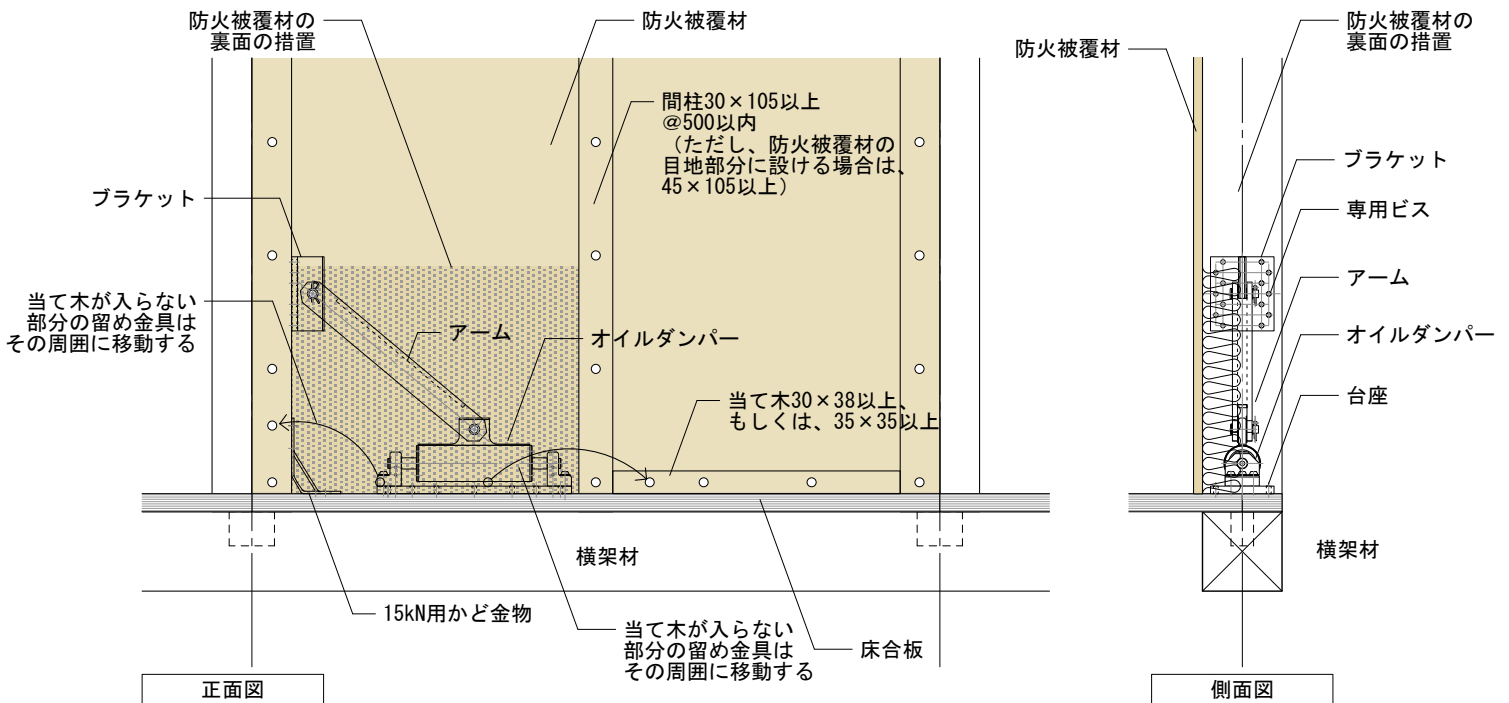 防火被覆材の
裏面の措置
防火被覆材
間柱30×105以上
@500以内
(ただし、防火被覆材の
目地部分に設ける場合は、
45×105以上)
ブラケット
当て木が入らない
部分の留め金具は
その周囲に移動する
アーム
オイルダンパー
当て木30×38以上、
もしくは、35×35以上
横架材
15kN用かど金物
当て木が入らない
部分の留め金具は
その周囲に移動する
床合板
正面図
防火被覆材
防火被覆材の
裏面の措置
ブラケット
専用ビス
アーム
オイルダンパー
台座
横架材
側面図